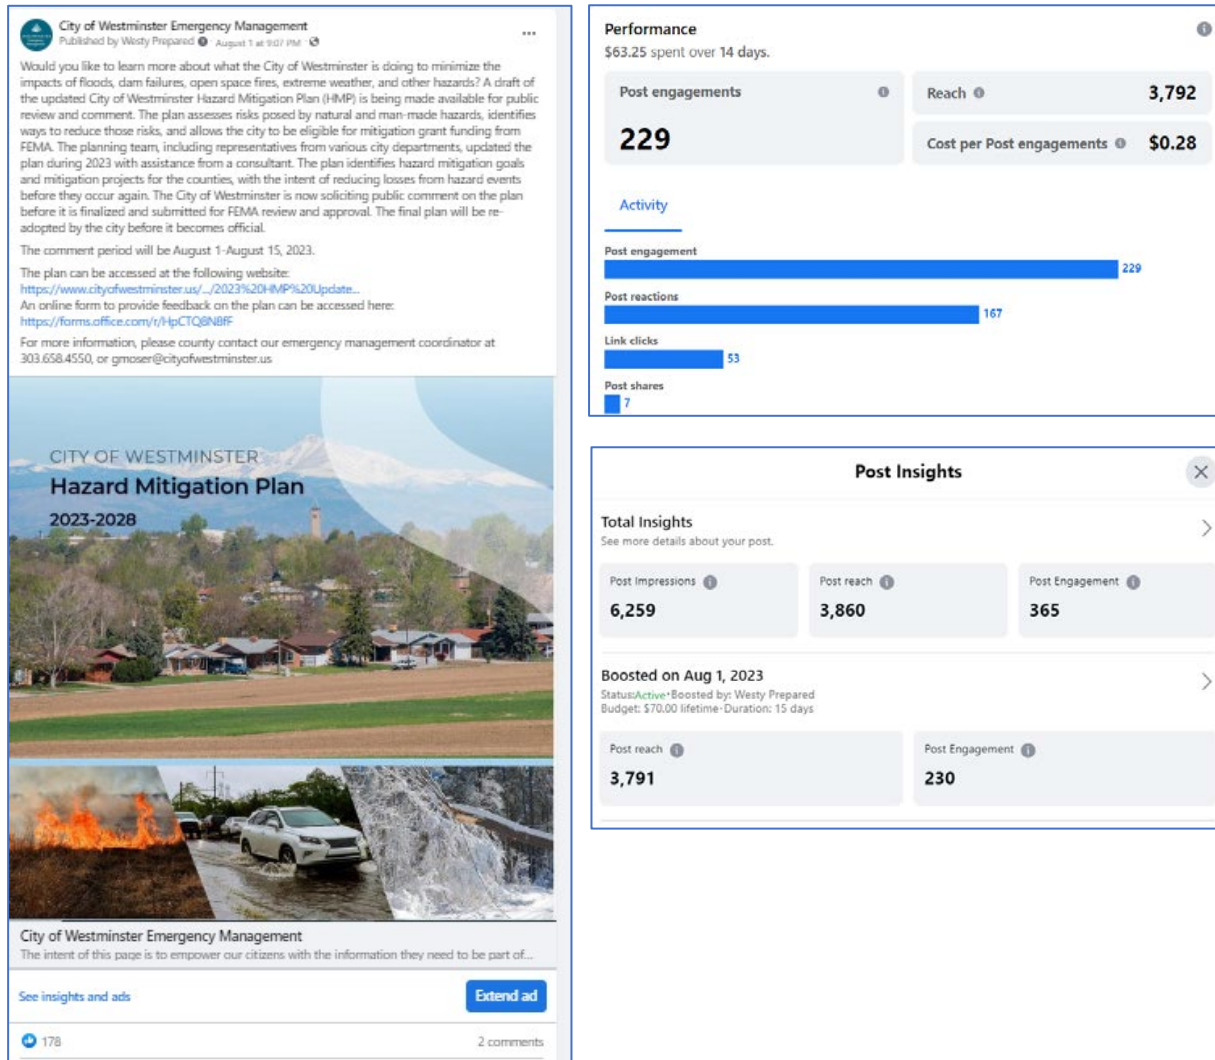 City of Westminster Emergency Management
Published by Westy Prepared · August 1 at 9:07 PM ·
Would you like to learn more about what the City of Westminster is doing to minimize the
impacts of floods, dam failures, open space fires, extreme weather, and other hazards? A draft of
the updated City of Westminster Hazard Mitigation Plan (HMP) is being made available for public
review and comment. The plan assesses risks posed by natural and man-made hazards, identifies
ways to reduce those risks, and allows the city to be eligible for mitigation grant funding from
FEMA. The planning team, including representatives from various city departments, updated the
plan during 2023 with assistance from a consultant. The plan identifies hazard mitigation goals
and mitigation projects for the counties, with the intent of reducing losses from hazard events
before they occur again. The City of Westminster is now soliciting public comment on the plan
before it is finalized and submitted for FEMA review and approval. The final plan will be re-
adopted by the city before it becomes official.
The comment period will be August 1-August 15, 2023.
The plan can be accessed at the following website:
https://www.cityofwestminster.us/.../2023%20HMP%20Update...
An online form to provide feedback on the plan can be accessed here:
https://forms.office.com/r/HpCTQ8N8fF
For more information, please county contact our emergency management coordinator at
303.658.4550, or gmoser@cityofwestminster.us
CITY OF WESTMINSTER
Hazard Mitigation Plan
2023-2028
City of Westminster Emergency Management
The intent of this page is to empower our citizens with the information they need to be part of...
See insights and ads
Extend ad
178
2 comments
Performance
$63.25 spent over 14 days.
Post engagements
229
Reach
3,792
Cost per Post engagements
$0.28
Activity
Post engagement
229
Post reactions
167
Link clicks
53
Post shares
7
Post Insights
Total Insights
See more details about your post.
Post Impressions
6,259
Post reach
3,860
Post Engagement
365
Boosted on Aug 1, 2023
Status:Active•Boosted by: Westy Prepared
Budget: $70.00 lifetime·Duration: 15 days
Post reach
3,791
Post Engagement
230